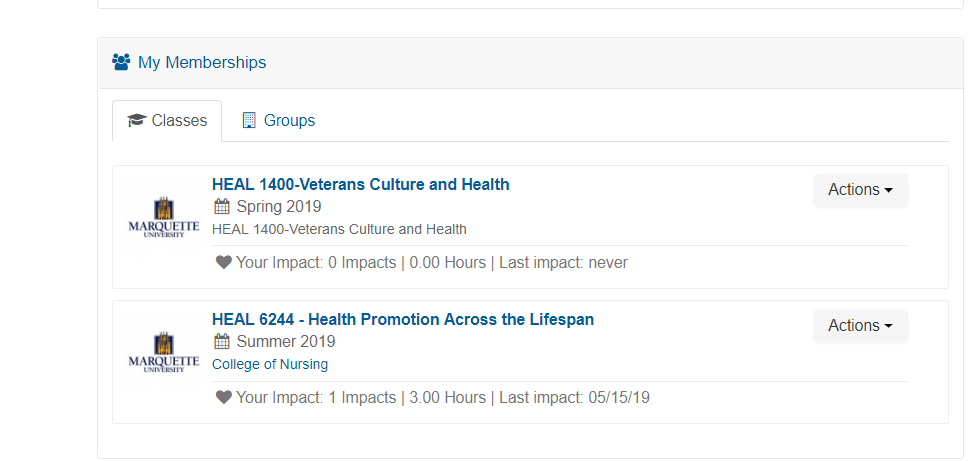 My Memberships
Classes
Groups
HEAL 1400-Veterans Culture and Health
Actions
Spring 2019
HEAL 1400-Veterans Culture and Health
MARQUETTE
UNIVERSITY
Your Impact: 0 Impacts | 0.00 Hours | Last impact: never
HEAL 6244 - Health Promotion Across the Lifespan
Actions
Summer 2019
College of Nursing
MARQUETTE
UNIVERSITY
Your Impact: 1 Impacts | 3.00 Hours | Last impact: 05/15/19